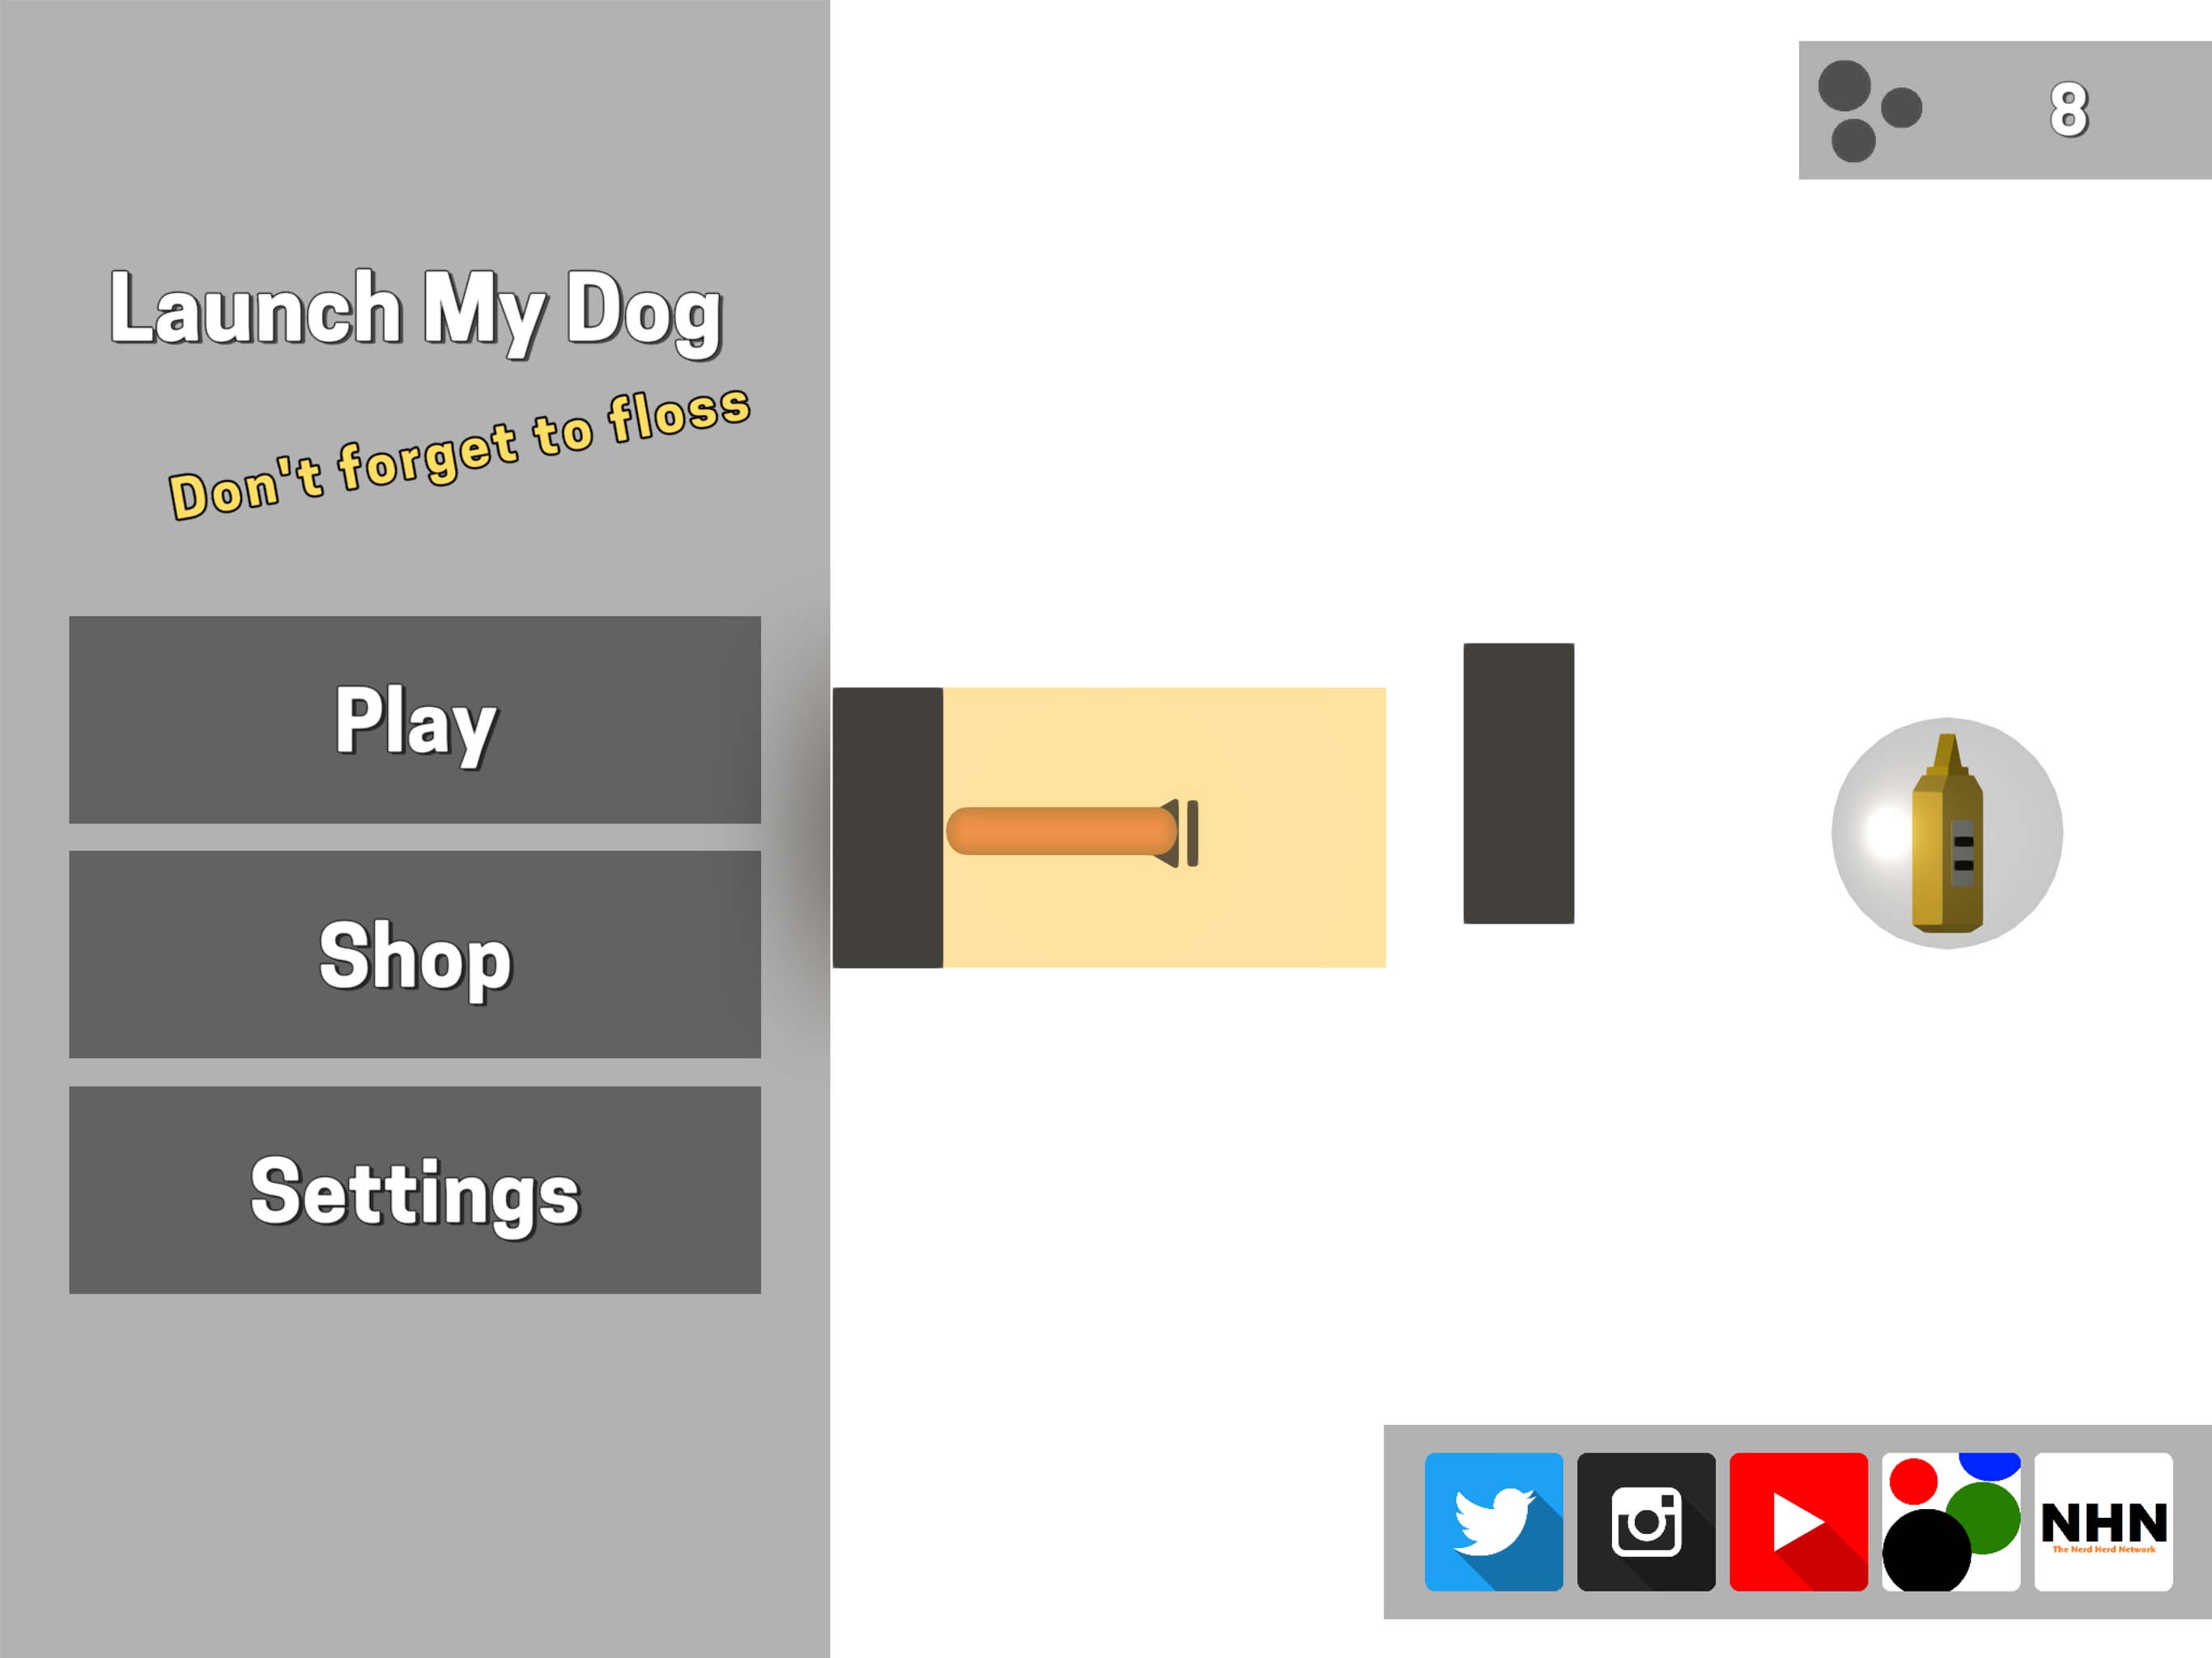 8
Launch My Dog
Don't forget to floss
Play
Shop
Settings
NHN
The Nerd Herd Network